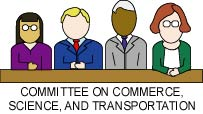 COMMITTEE ON COMMERCE,
SCIENCE, AND TRANSPORTATION